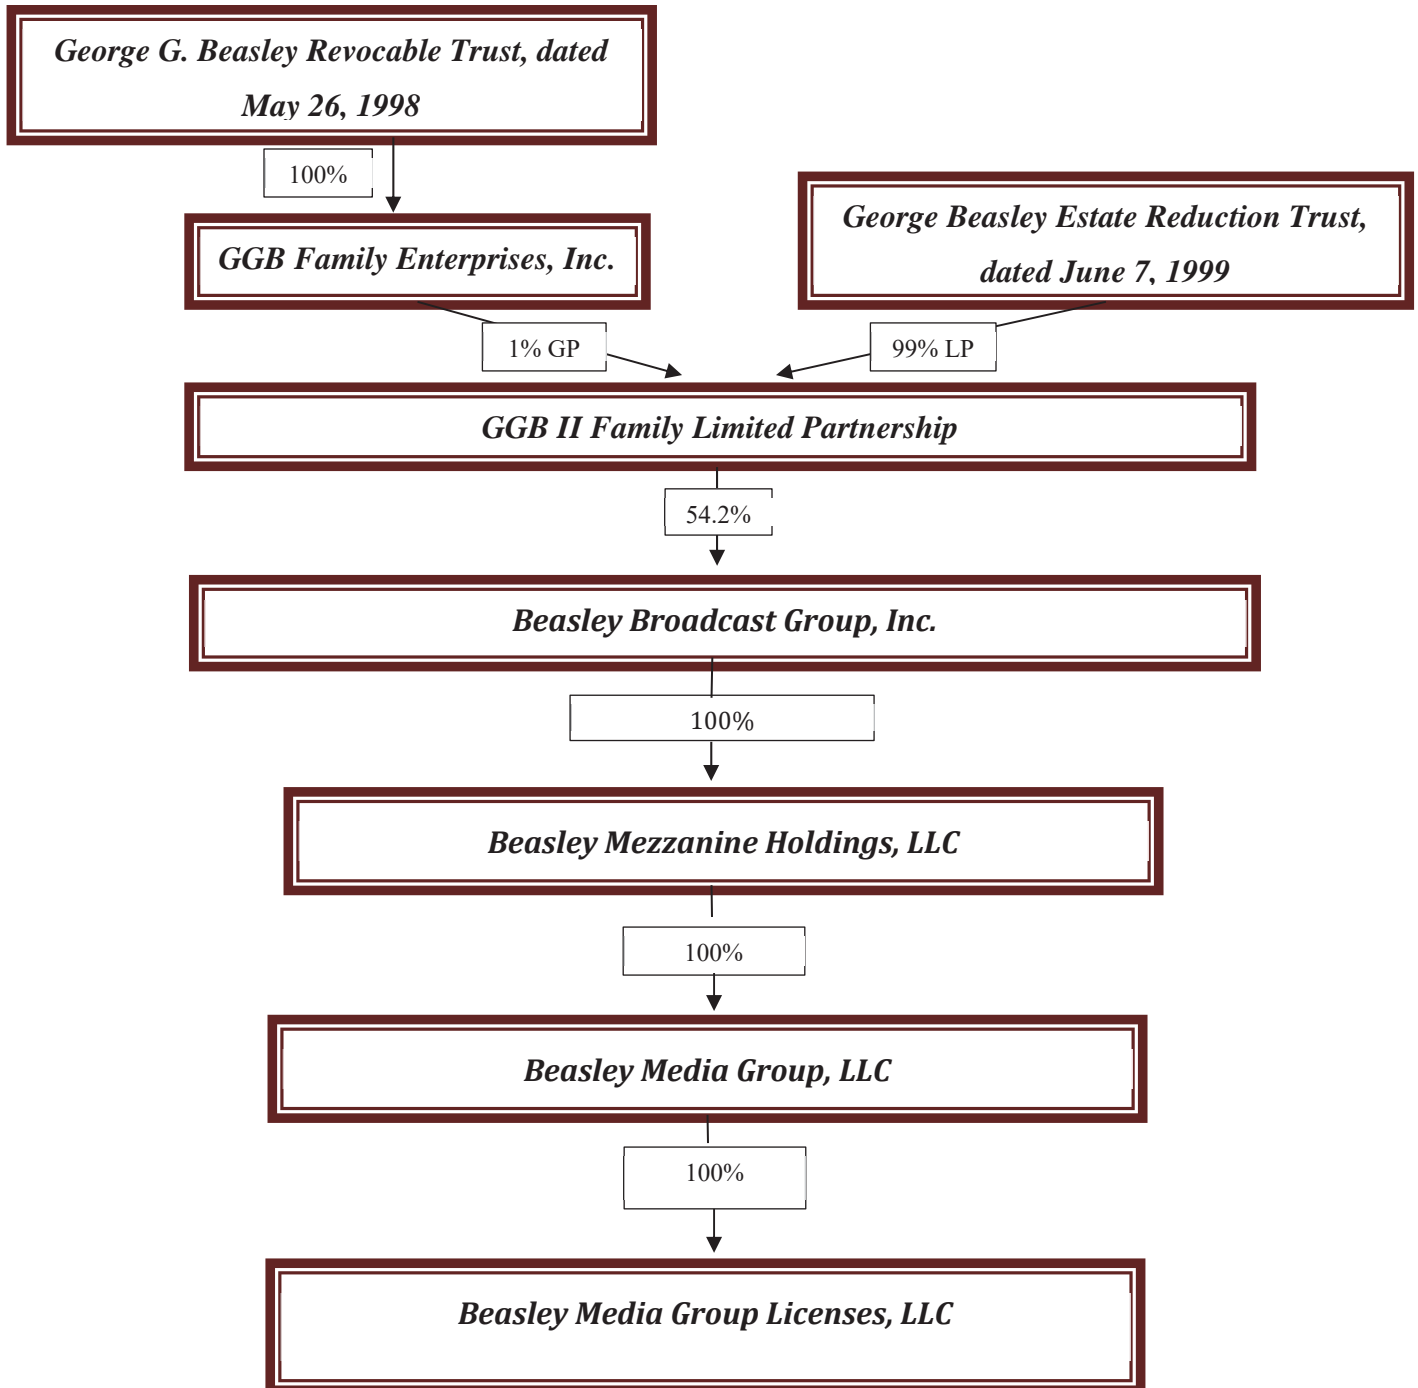 George G. Beasley Revocable Trust, dated
May 26, 1998
100%
George Beasley Estate Reduction Trust,
dated June 7, 1999
GGB Family Enterprises, Inc.
1% GP
99% LP
GGB II Family Limited Partnership
54.2%
Beasley Broadcast Group, Inc.
100%
Beasley Mezzanine Holdings, LLC
100%
Beasley Media Group, LLC
100%
Beasley Media Group Licenses, LLC